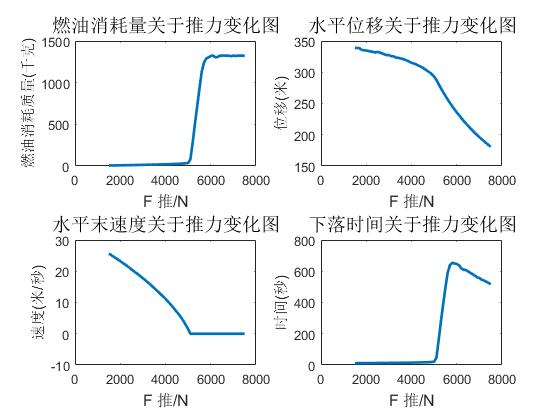 燃油消耗量关于推力变化图
燃油消耗质量(千克)
1500
1000
500
0
0 2000 4000 6000 8000
F 推/N
水平位移关于推力变化图
位移(米)
350
300
250
200
150
0 2000 4000 6000 8000
F 推/N
水平末速度关于推力变化图
速度(米/秒)
30
20
10
0
-10
0 2000 4000 6000 8000
F 推/N
下落时间关于推力变化图
时间(秒)
800
600
400
200
0
0 2000 4000 6000 8000
F 推/N